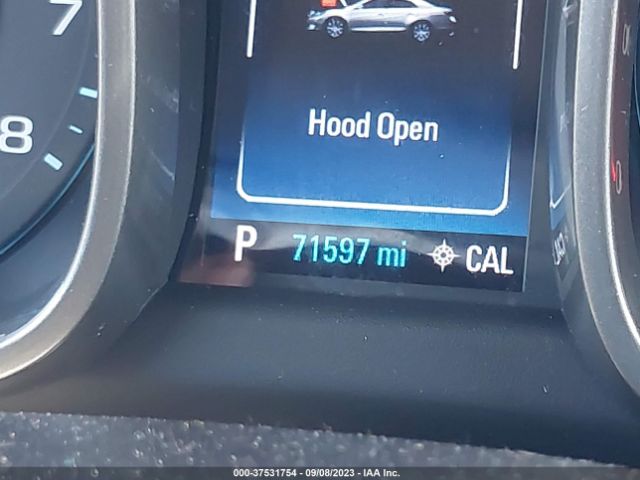 7
8
Hood Open
P 71597 mi CAL
000-37531754 - 09/08/2023 - IAA Inc.